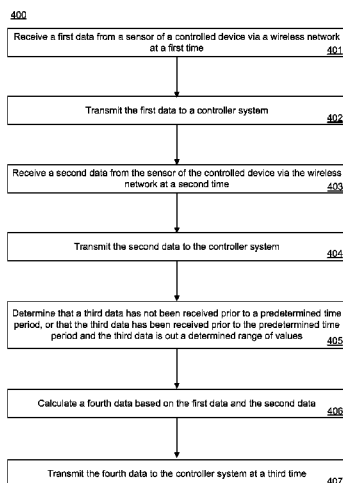 400
Receive a first data from a sensor of a controlled device via a wireless network
at a first time
401
Transmit the first data to a controller system
402
Receive a second data from the sensor of the controlled device via the wireless
network at a second time
403
Transmit the second data to the controller system
404
Determine that a third data has not been received prior to a predetermined time
period, or that the third data has been received prior to the predetermined time
period and the third data is out a determined range of values
405
Calculate a fourth data based on the first data and the second data
406
Transmit the fourth data to the controller system at a third time
407